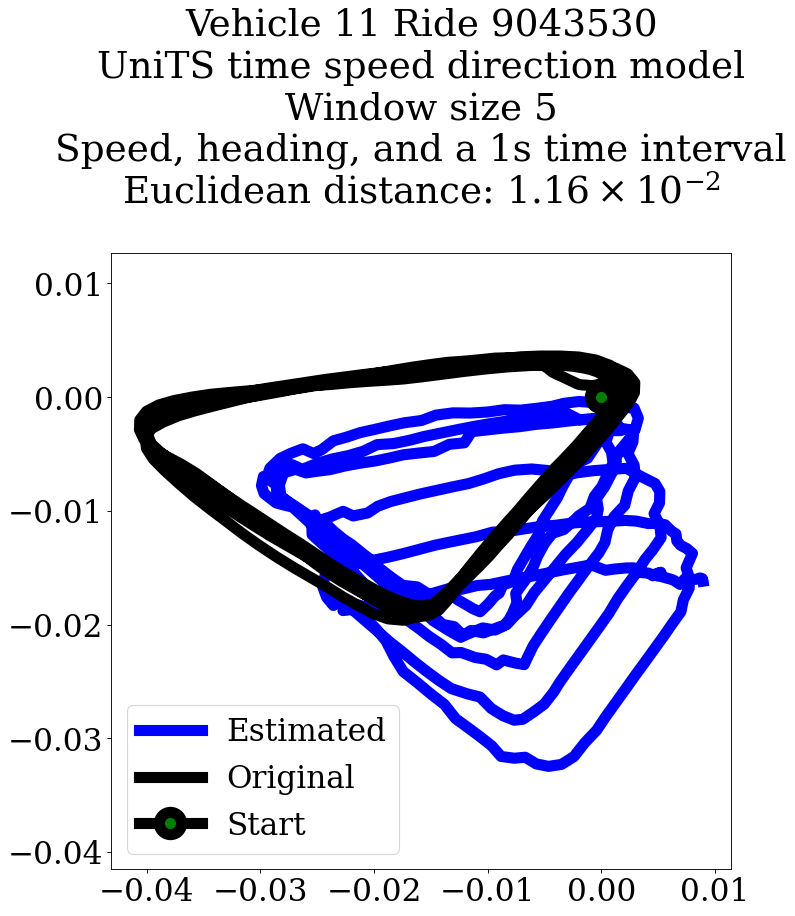 Vehicle 11 Ride 9043530
UniTS time speed direction model
Window size 5
Speed, heading, and a 1s time interval
Euclidean distance: 1.16 × 10⁻²
0.01
0.00
−0.01
−0.02
−0.03
−0.04
Estimated
Original
Start
−0.04 −0.03 −0.02 −0.01 0.00 0.01